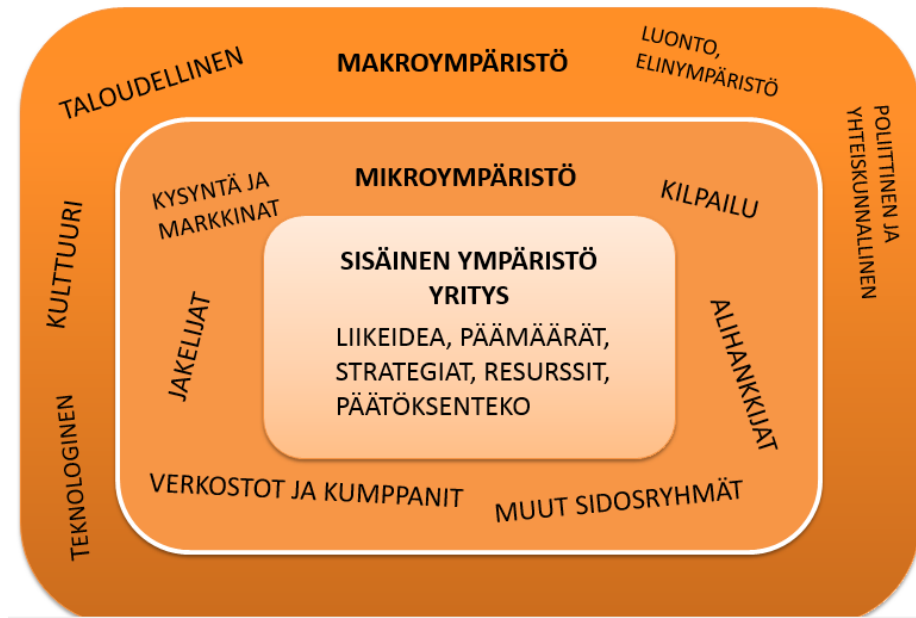 MAKROYMPÄRISTÖ
TALOUDELLINEN
LUONTO,
ELINYMPÄRISTÖ
POLIITTINEN JA
YHTEISKUNNALLINEN
KULTTUURI
TEKNOLOGINEN
MIKROYMPÄRISTÖ
KYSYNTÄ JA
MARKKINAT
KILPAILU
JAKELIJAT
ALIHANKKIJAT
VERKOSTOT JA KUMPPANIT
MUUT SIDOSRYHMÄT
SISÄINEN YMPÄRISTÖ
YRITYS
LIIKEIDEA, PÄÄMÄÄRÄT,
STRATEGIAT, RESURSSIT,
PÄÄTÖKSENTEKO